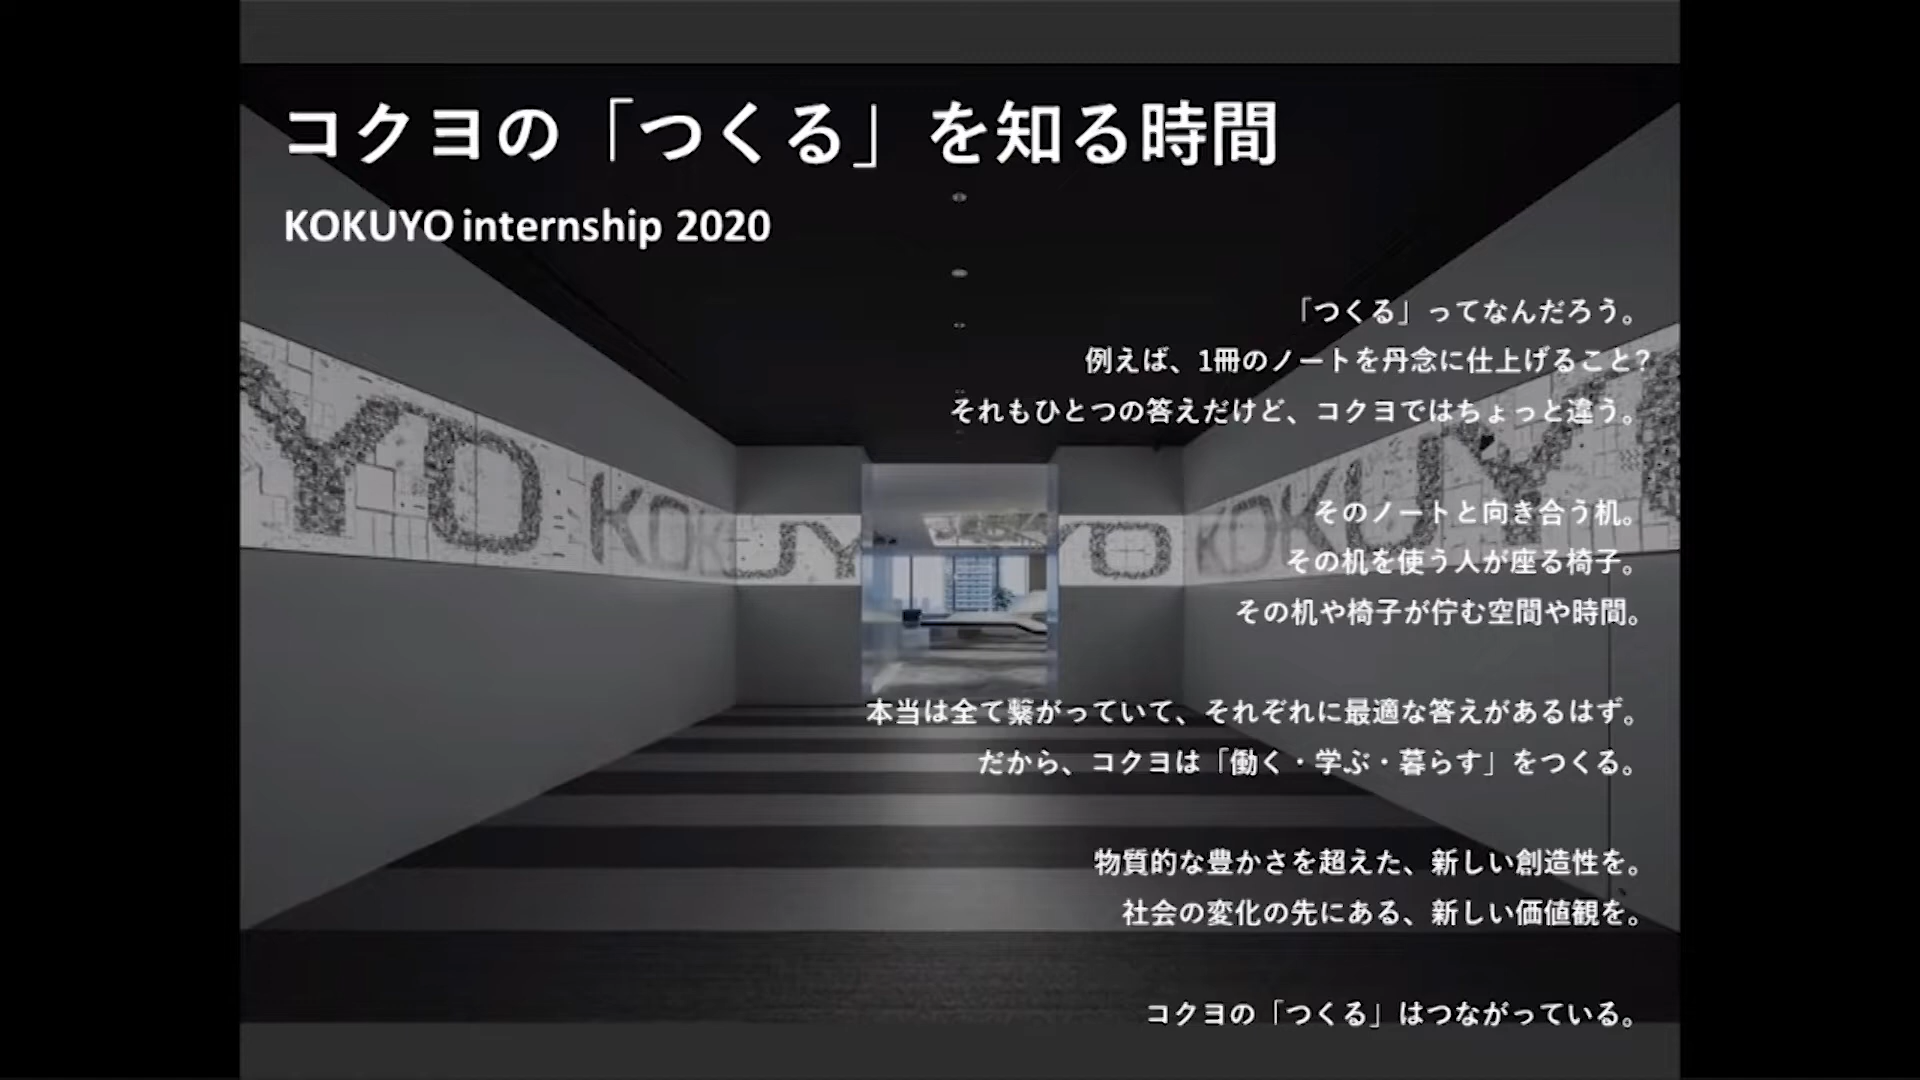 コクヨの「つくる」を知る時間
KOKUYO internship 2020
「つくる」ってなんだろう。
例えば、1冊のノートを丹念に仕上げること?
それもひとつの答えだけど、コクヨではちょっと違う。
そのノートと向き合う机。
その机を使う人が座る椅子。
その机や椅子が佇む空間や時間。
本当は全て繋がっていて、それぞれに最適な答えがあるはず。
だから、コクヨは「働く・学ぶ・暮らす」をつくる。
物質的な豊かさを超えた、新しい創造性を。
社会の変化の先にある、新しい価値観を。
コクヨの「つくる」はつながっている。
YO KOKUYO KOKUYO